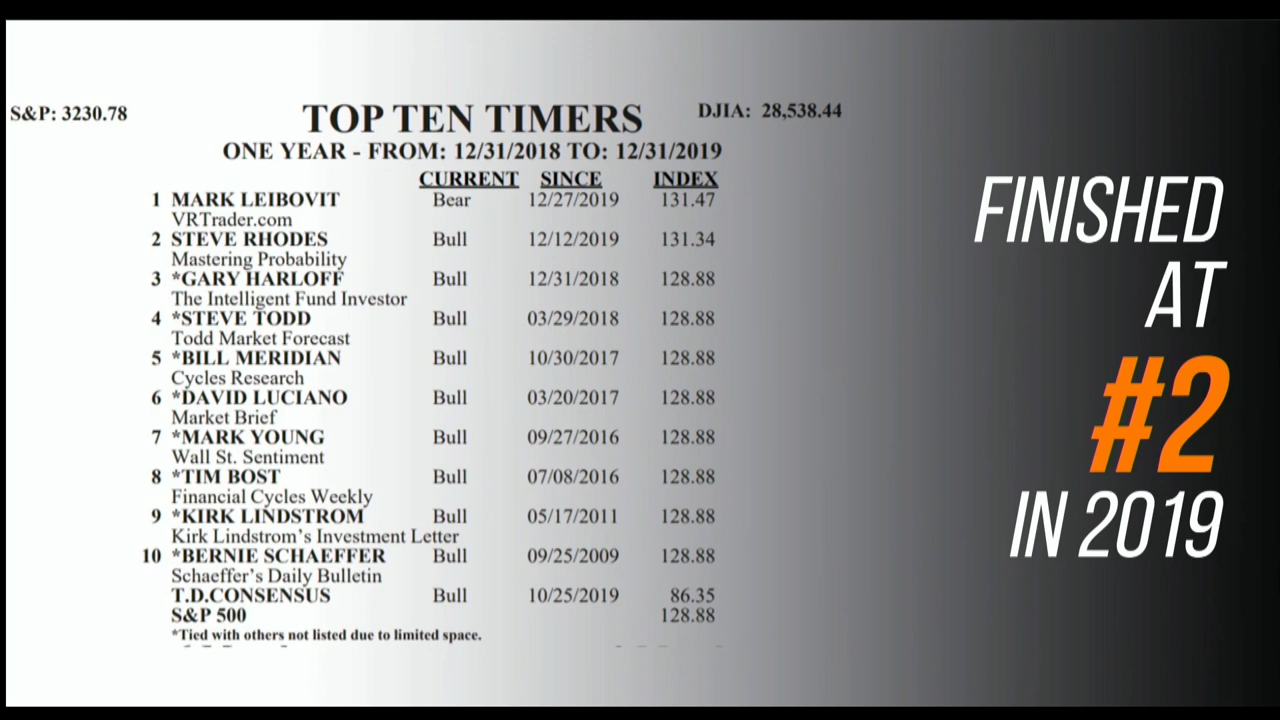 S&P: 3230.78
TOP TEN TIMERS
DJIA: 28,538.44
ONE YEAR - FROM: 12/31/2018 TO: 12/31/2019
CURRENT SINCE INDEX
1 MARK LEIBOVIT Bear 12/27/2019 131.47
VRTrader.com
2 STEVE RHODES Bull 12/12/2019 131.34
Mastering Probability
3 *GARY HARLOFF Bull 12/31/2018 128.88
The Intelligent Fund Investor
4 *STEVE TODD Bull 03/29/2018 128.88
Todd Market Forecast
5 *BILL MERIDIAN Bull 10/30/2017 128.88
Cycles Research
6 *DAVID LUCIANO Bull 03/20/2017 128.88
Market Brief
7 *MARK YOUNG Bull 09/27/2016 128.88
Wall St. Sentiment
8 *TIM BOST Bull 07/08/2016 128.88
Financial Cycles Weekly
9 *KIRK LINDSTROM Bull 05/17/2011 128.88
Kirk Lindstrom's Investment Letter
10 *BERNIE SCHAEFFER Bull 09/25/2009 128.88
Schaeffer's Daily Bulletin
T.D.CONSENSUS Bull 10/25/2019 86.35
S&P 500 128.88
*Tied with others not listed due to limited space.
FINISHED
AT
#2
IN 2019